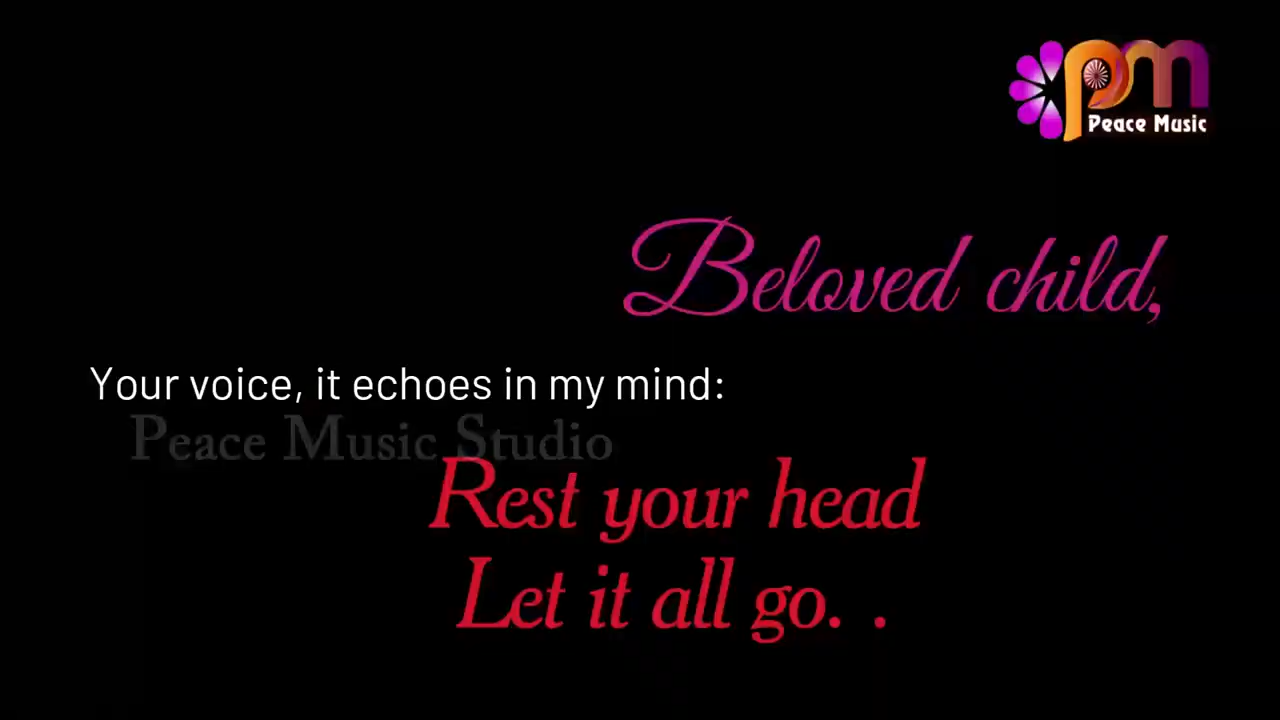 pm
Peace Music
Beloved child,
Your voice, it echoes in my mind:
Peace Music Studio
Rest your head
Let it all go. .